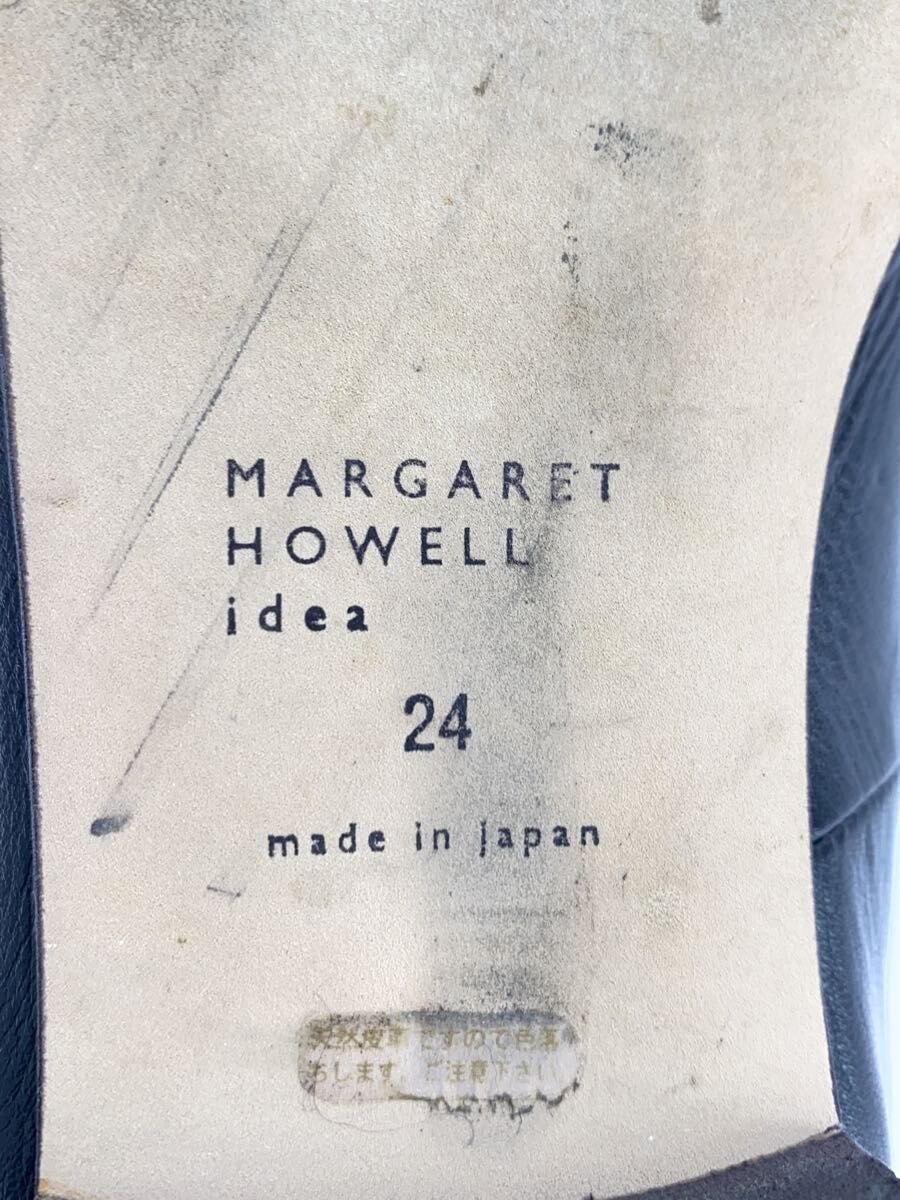 MARGARET
HOWELL
idea
24
made in japan
天然皮革ですので色落
ちします ご注意下さい